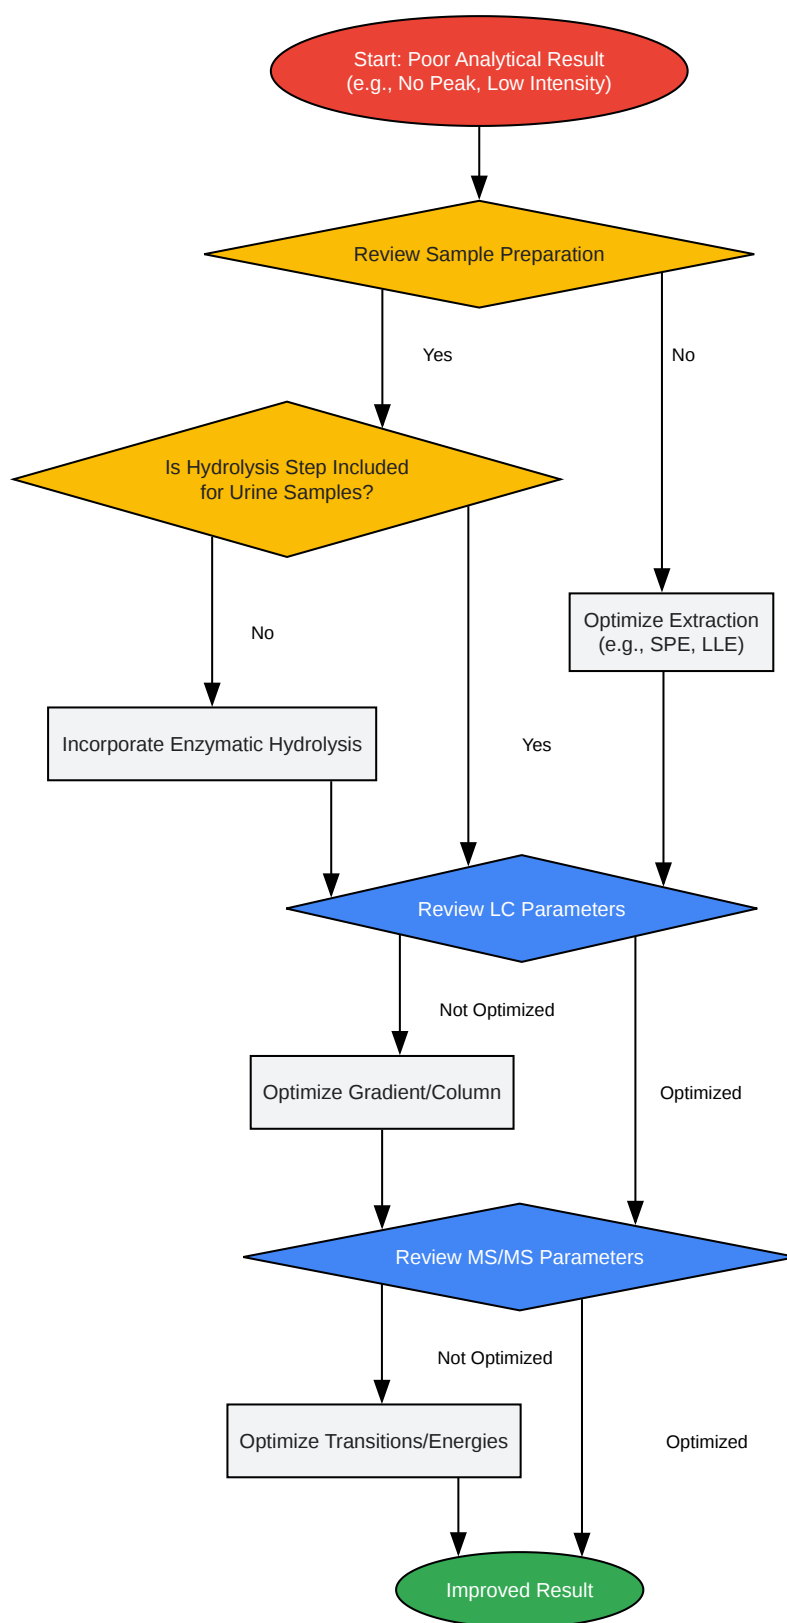 Start: Poor Analytical Result
(e.g., No Peak, Low Intensity)
Review Sample Preparation
Yes
No
Is Hydrolysis Step Included
for Urine Samples?
No
Optimize Extraction
(e.g., SPE, LLE)
Incorporate Enzymatic Hydrolysis
Yes
Review LC Parameters
Not Optimized
Optimize Gradient/Column
Optimized
Review MS/MS Parameters
Not Optimized
Optimize Transitions/Energies
Optimized
Improved Result